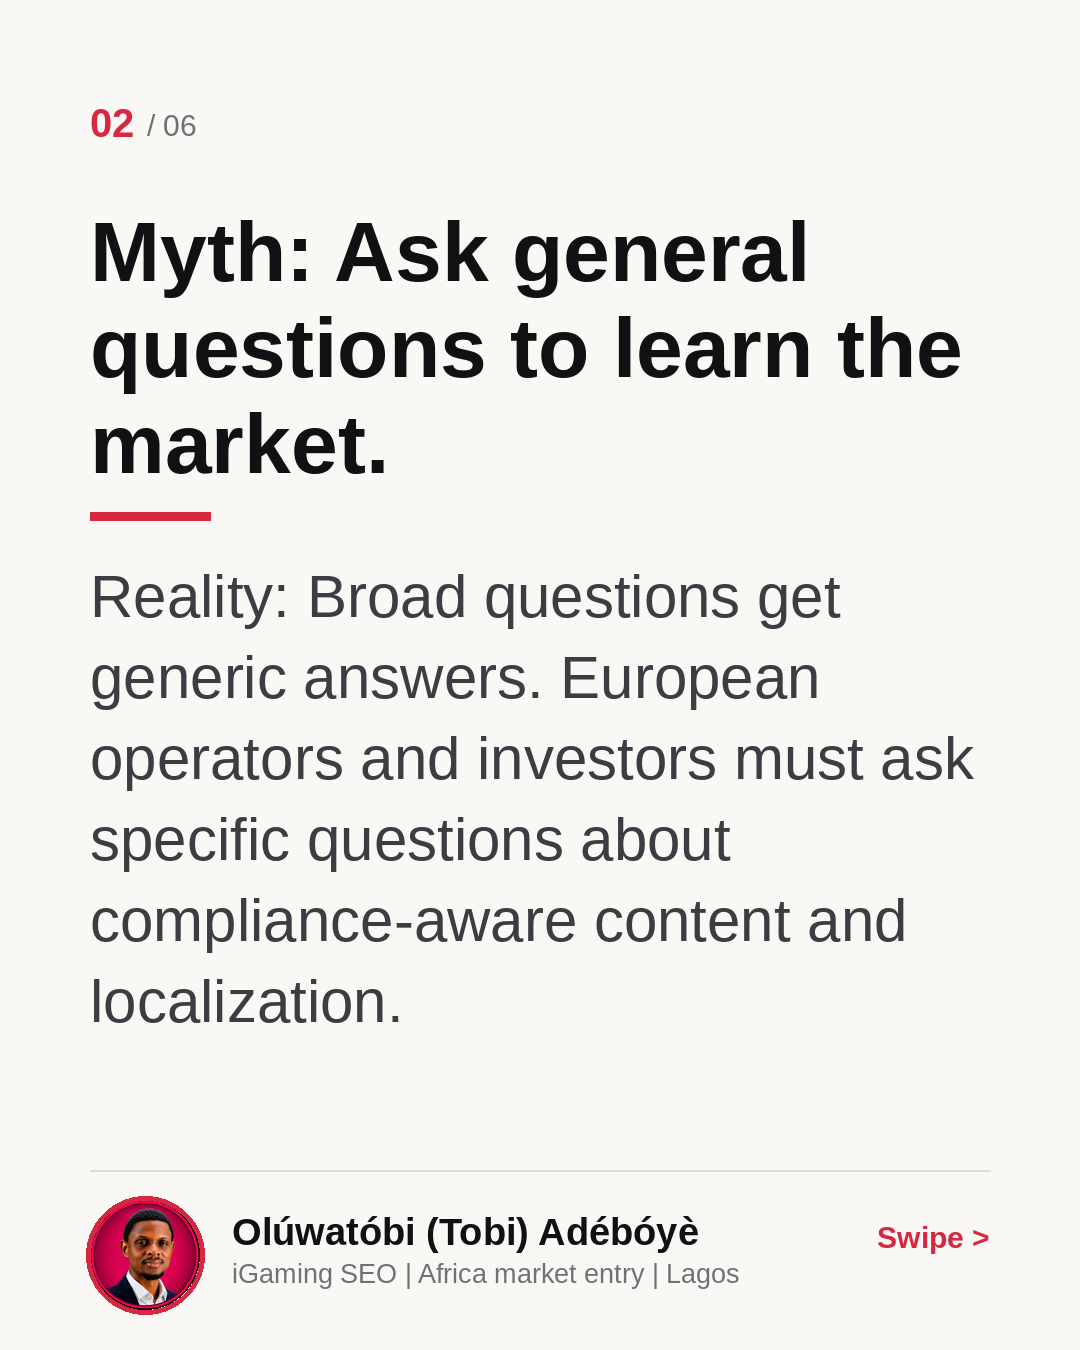 02 / 06
Myth: Ask general
questions to learn the
market.
Reality: Broad questions get
generic answers. European
operators and investors must ask
specific questions about
compliance-aware content and
localization.
Olúwatóbi (Tobi) Adébóyè
iGaming SEO | Africa market entry | Lagos
Swipe >